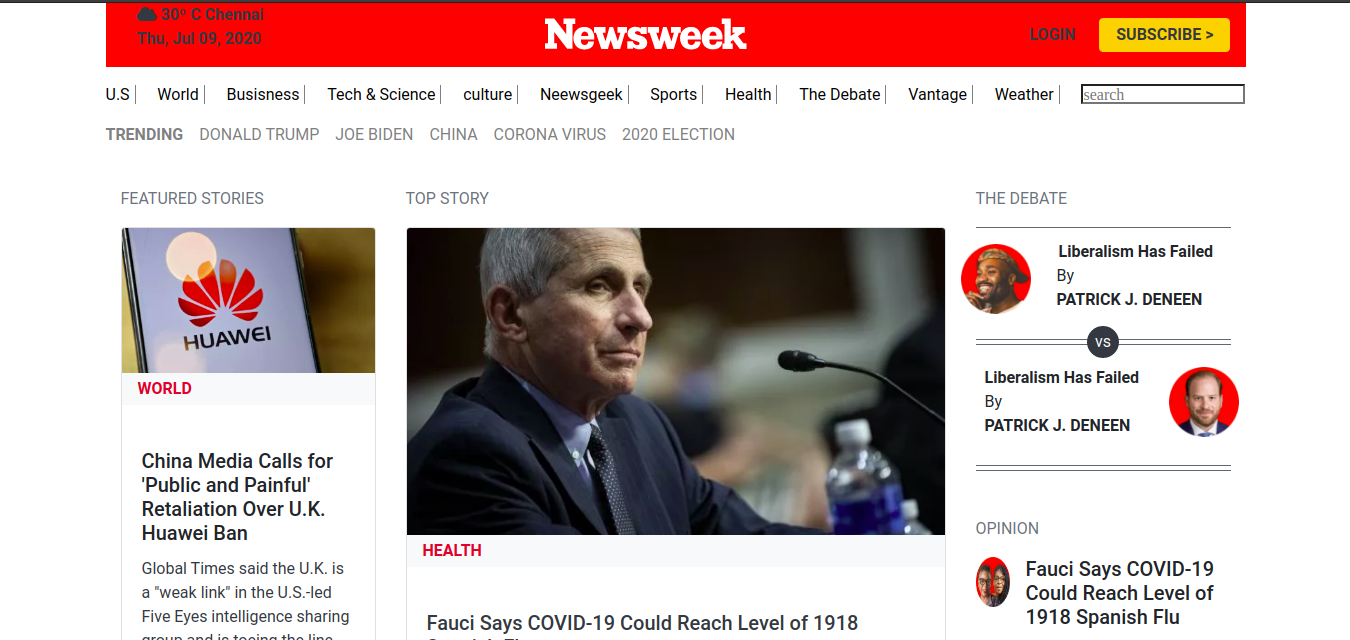 30° C Chennai
Thu, Jul 09, 2020
Newsweek
LOGIN
SUBSCRIBE >
U.S
World
Busisness
Tech & Science
culture
Neewsgeek
Sports
Health
The Debate
Vantage
Weather
search
TRENDING DONALD TRUMP JOE BIDEN CHINA CORONA VIRUS 2020 ELECTION
FEATURED STORIES
HUAWEI
WORLD
China Media Calls for
'Public and Painful'
Retaliation Over U.K.
Huawei Ban
Global Times said the U.K. is
a "weak link" in the U.S.-led
Five Eyes intelligence sharing
group and is toeing the line
TOP STORY
HEALTH
Fauci Says COVID-19 Could Reach Level of 1918
Spanish Flu
THE DEBATE
Liberalism Has Failed
By
PATRICK J. DENEEN
VS
Liberalism Has Failed
By
PATRICK J. DENEEN
OPINION
Fauci Says COVID-19
Could Reach Level of
1918 Spanish Flu